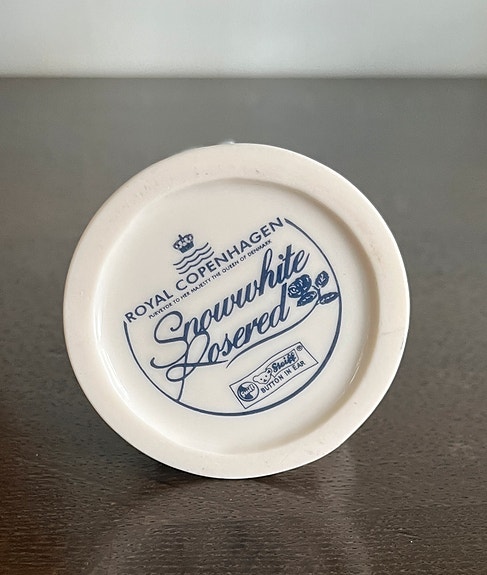 ROYAL COPENHAGEN
PURVEYOR TO HER MAJESTY THE QUEEN OF DENMARK
Snowwhite
Rosered
Steiff ®
BUTTON IN EAR